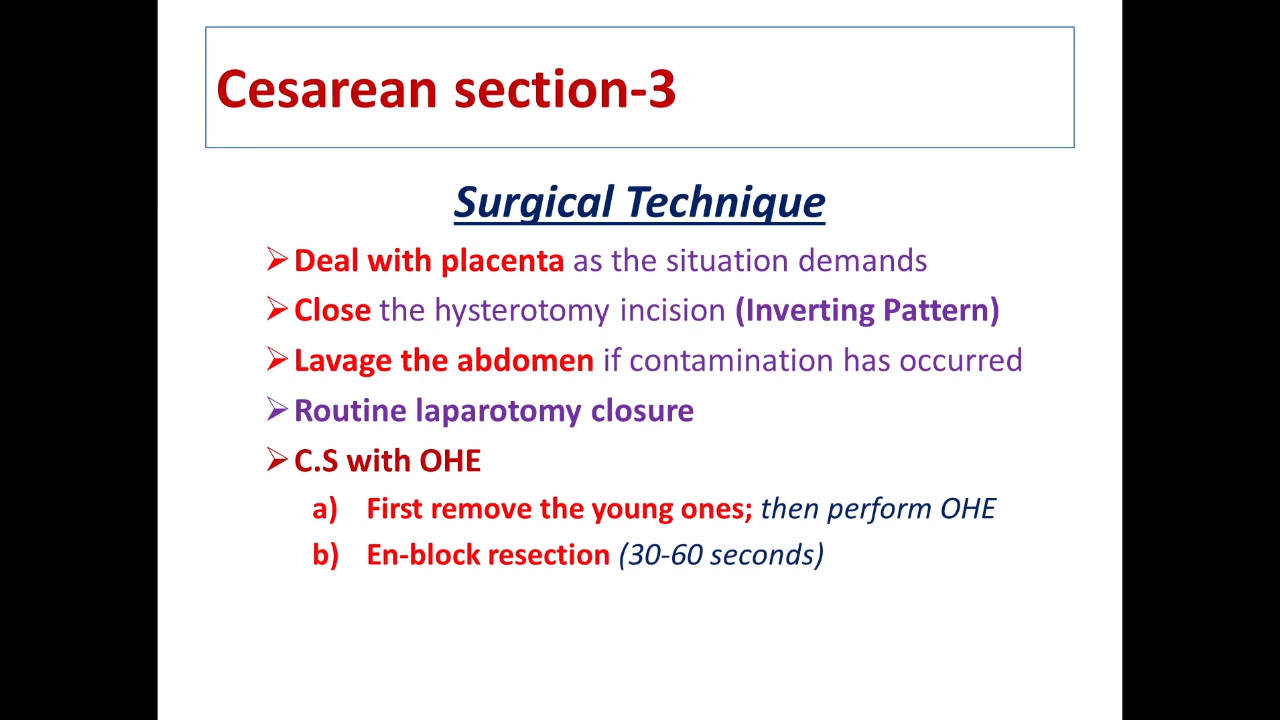 Cesarean section-3
Surgical Technique
➢Deal with placenta as the situation demands
➢Close the hysterotomy incision (Inverting Pattern)
➢Lavage the abdomen if contamination has occurred
➢Routine laparotomy closure
➢C.S with OHE
a) First remove the young ones; then perform OHE
b) En-block resection (30-60 seconds)